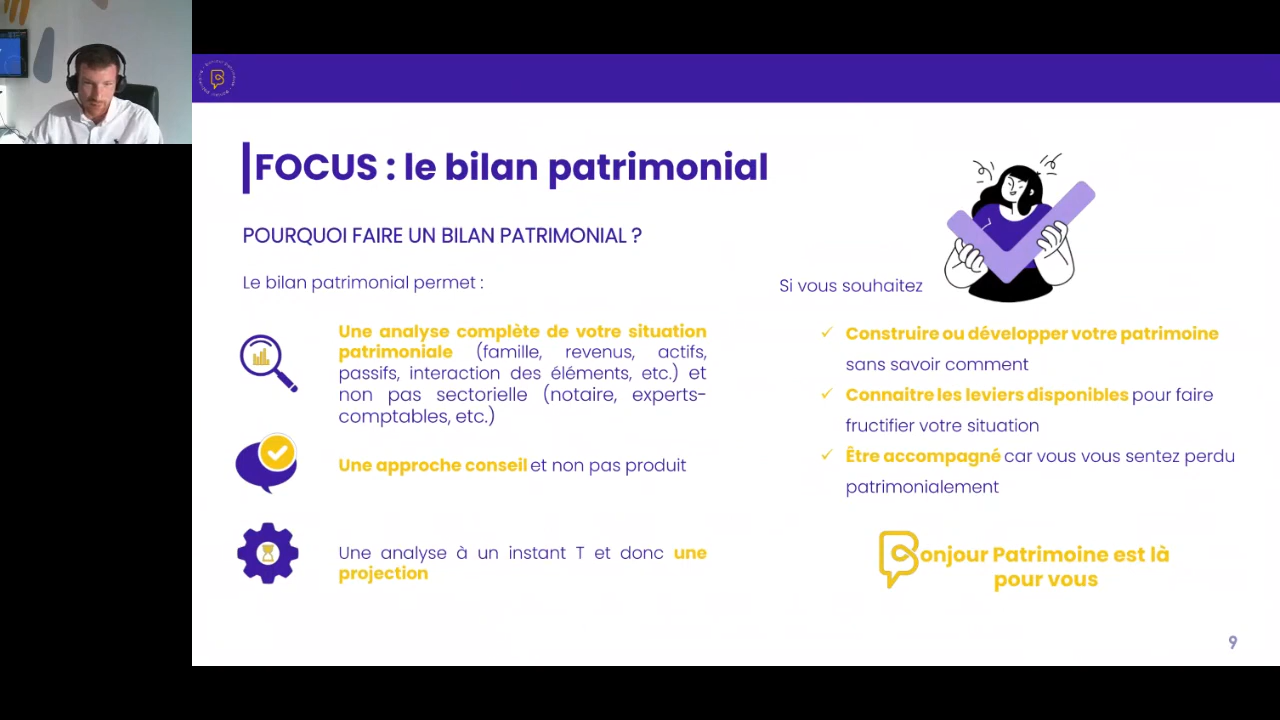 FOCUS : le bilan patrimonial
POURQUOI FAIRE UN BILAN PATRIMONIAL ?
Le bilan patrimonial permet :
Une analyse complète de votre situation
patrimoniale (famille, revenus, actifs,
passifs, interaction des éléments, etc.) et
non pas sectorielle (notaire, experts-
comptables, etc.)
Une approche conseil et non pas produit
Une analyse à un instant T et donc une
projection
Si vous souhaitez
Construire ou développer votre patrimoine
sans savoir comment
Connaitre les leviers disponibles pour faire
fructifier votre situation
Être accompagné car vous vous sentez perdu
patrimonialement
Bonjour Patrimoine est là
pour vous
9